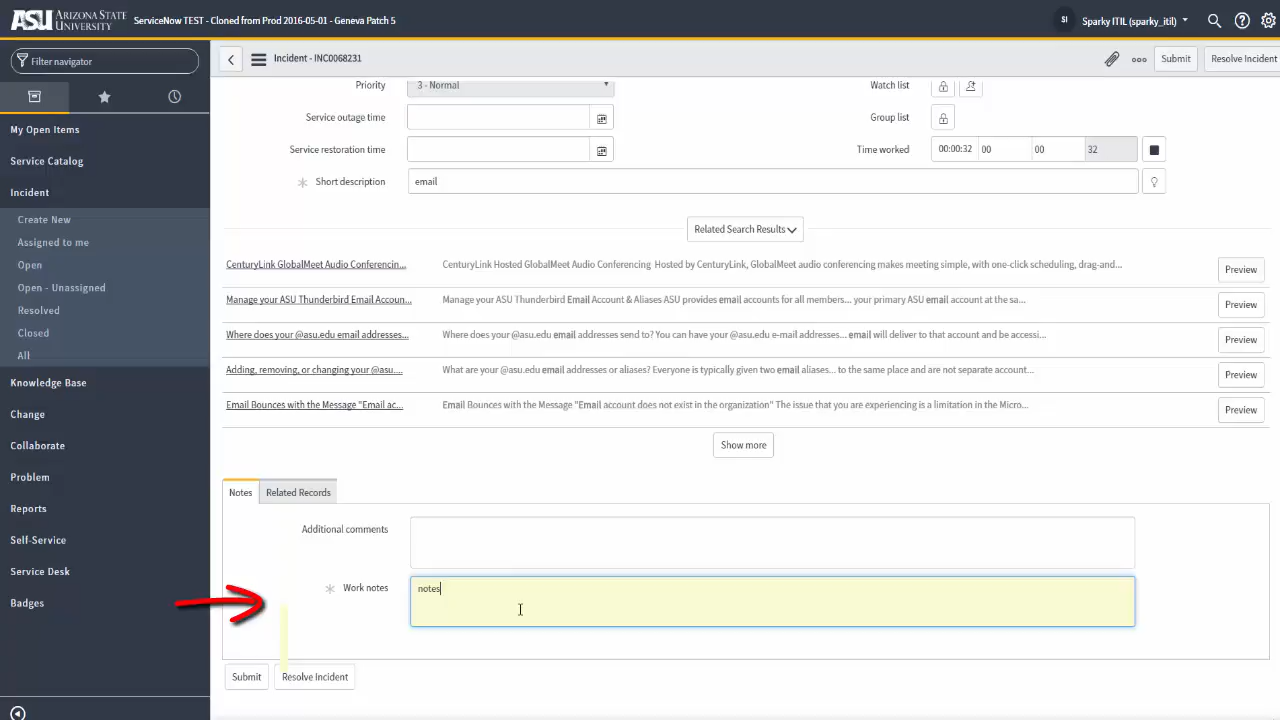 ASU ARIZONA STATE UNIVERSITY ServiceNow TEST - Cloned from Prod 2016-05-01 - Geneva Patch 5 SI Sparky ITIL (sparky_itil)
Filter navigator
My Open Items
Service Catalog
Incident
Create New
Assigned to me
Open
Open - Unassigned
Resolved
Closed
All
Knowledge Base
Change
Collaborate
Problem
Reports
Self-Service
Service Desk
Badges
Incident - INC0068231 Submit Resolve Incident
Priority 3 - Normal Watch list
Service outage time Group list
Service restoration time Time worked 00:00:32 00 00 32
Short description email
Related Search Results
CenturyLink GlobalMeet Audio Conferencin... CenturyLink Hosted GlobalMeet Audio Conferencing Hosted by CenturyLink, GlobalMeet audio conferencing makes meeting simple, with one-click scheduling, drag-and... Preview
Manage your ASU Thunderbird Email Accoun... Manage your ASU Thunderbird Email Account & Aliases ASU provides email accounts for all members... your primary ASU email account at the sa... Preview
Where does your @asu.edu email addresses... Where does your @asu.edu email addresses send to? You can have your @asu.edu e-mail addresses... email will deliver to that account and be accessi... Preview
Adding, removing, or changing your @asu.... What are your @asu.edu email addresses or aliases? Everyone is typically given two email aliases... to the same place and are not separate account... Preview
Email Bounces with the Message "Email ac... Email Bounces with the Message "Email account does not exist in the organization" The issue that you are experiencing is a limitation in the Micro... Preview
Show more
Notes Related Records
Additional comments
Work notes notes
Submit Resolve Incident